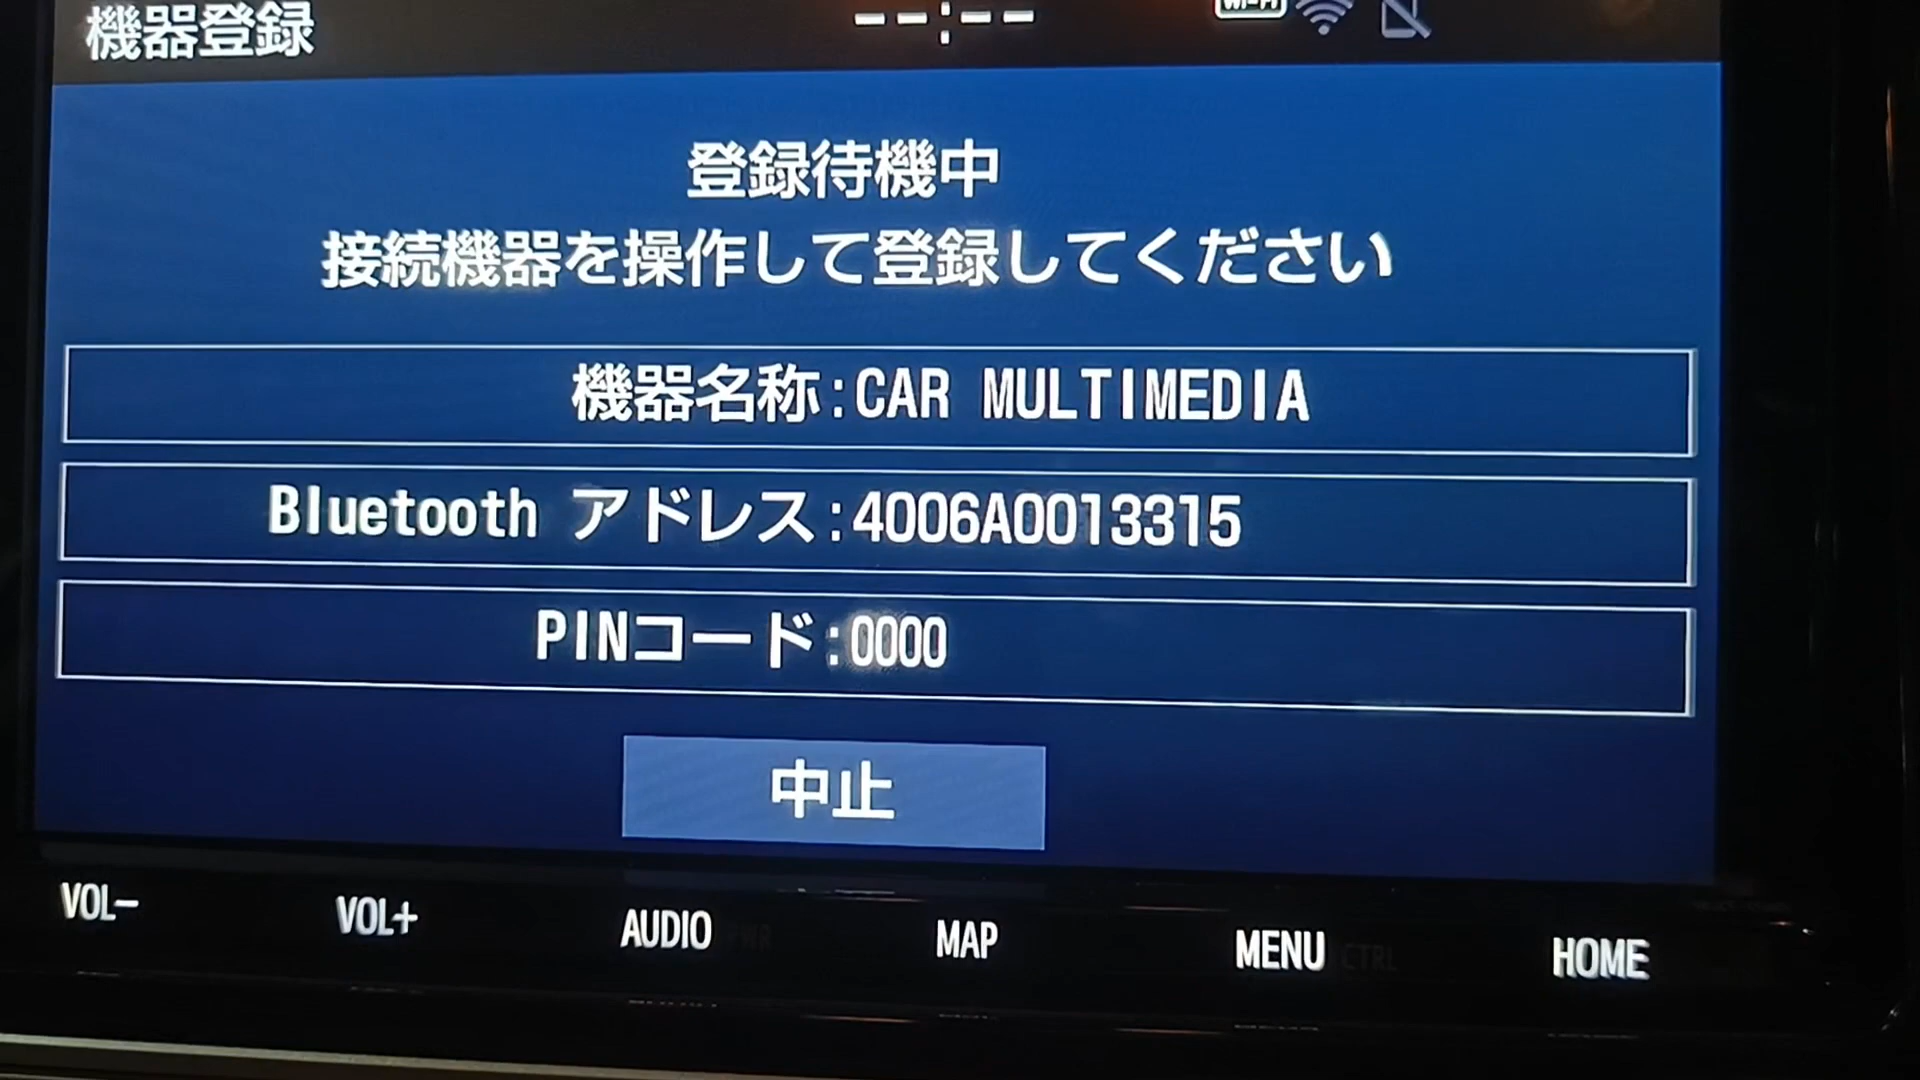 機器登録
--:--
Wi-Fi
登録待機中
接続機器を操作して登録してください
機器名称:CAR MULTIMEDIA
Bluetooth アドレス:4006A0013315
PINコード:0000
中止
VOL- VOL+ AUDIO MAP MENU HOME